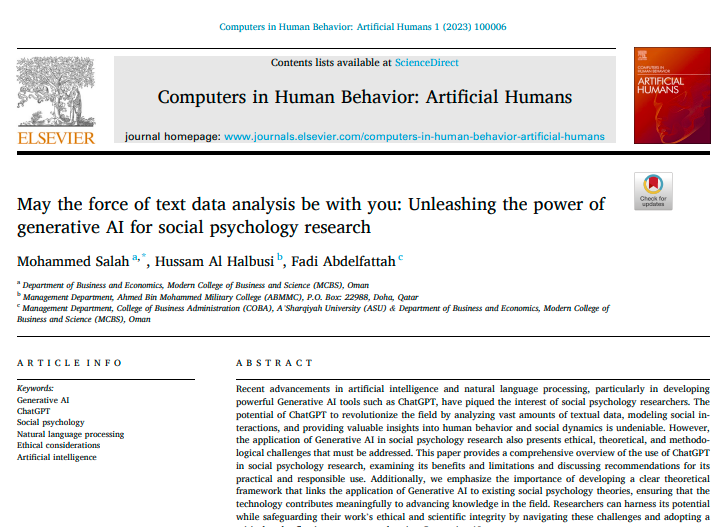 Computers in Human Behavior: Artificial Humans 1 (2023) 100006
Contents lists available at ScienceDirect
Computers in Human Behavior: Artificial Humans
journal homepage: www.journals.elsevier.com/computers-in-human-behavior-artificial-humans
ELSEVIER
COMPUTERS IN HUMAN BEHAVIOR
ARTIFICIAL
HUMANS
Check for
updates
May the force of text data analysis be with you: Unleashing the power of
generative AI for social psychology research
Mohammed Salah a,*, Hussam Al Halbusi b, Fadi Abdelfattah c
a Department of Business and Economics, Modern College of Business and Science (MCBS), Oman
b Management Department, Ahmed Bin Mohammed Military College (ABMMC), P.O. Box: 22988, Doha, Qatar
c Management Department, College of Business Administration (COBA), A'Sharqiyah University (ASU) & Department of Business and Economics, Modern College of
Business and Science (MCBS), Oman
ARTICLE INFO
Keywords:
Generative AI
ChatGPT
Social psychology
Natural language processing
Ethical considerations
Artificial intelligence
ABSTRACT
Recent advancements in artificial intelligence and natural language processing, particularly in developing
powerful Generative AI tools such as ChatGPT, have piqued the interest of social psychology researchers. The
potential of ChatGPT to revolutionize the field by analyzing vast amounts of textual data, modeling social in-
teractions, and providing valuable insights into human behavior and social dynamics is undeniable. However,
the application of Generative AI in social psychology research also presents ethical, theoretical, and methodo-
logical challenges that must be addressed. This paper provides a comprehensive overview of the use of ChatGPT
in social psychology research, examining its benefits and limitations and discussing recommendations for its
practical and responsible use. Additionally, we emphasize the importance of developing a clear theoretical
framework that links the application of Generative AI to existing social psychology theories, ensuring that the
technology contributes meaningfully to advancing knowledge in the field. Researchers can harness its potential
while safeguarding their work's ethical and scientific integrity by navigating these challenges and adopting a